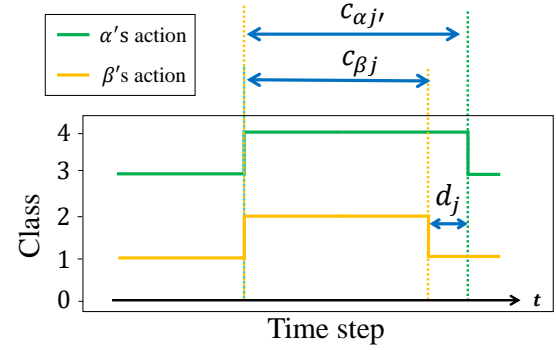 α's action
β's action
c_{αj'}
c_{βj}
d_j
4
3
2
1
0
Class
t
Time step